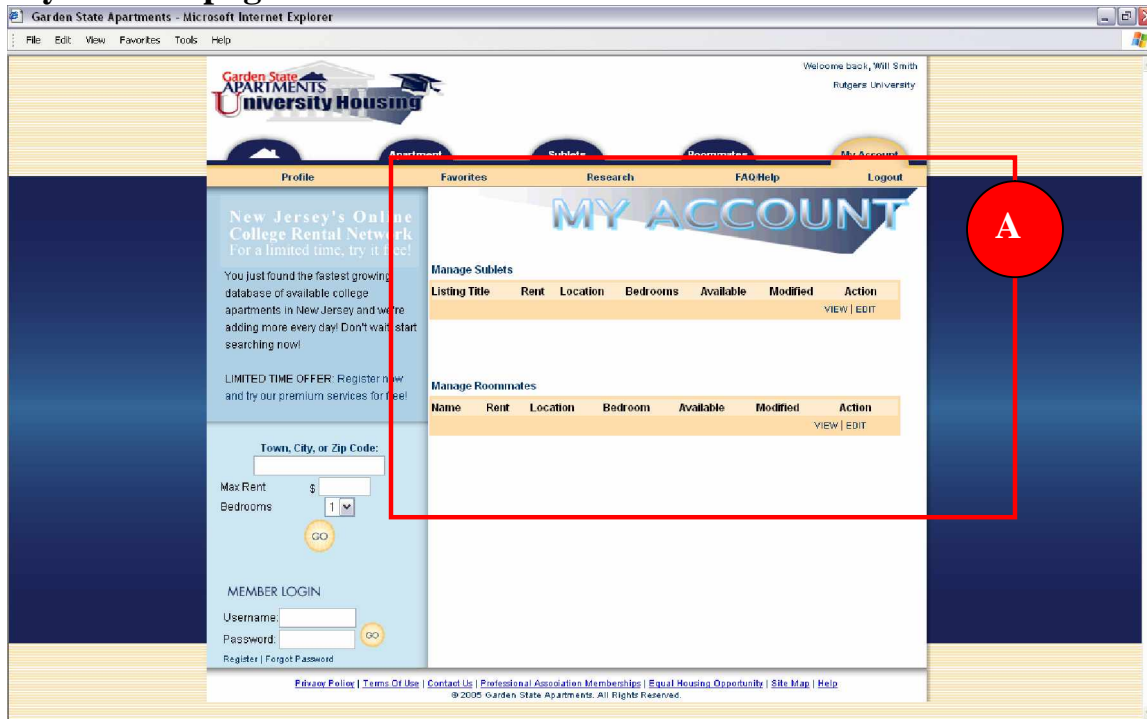 Garden State Apartments - Microsoft Internet Explorer
File Edit View Favorites Tools Help
Welcome back, Will Smith
Rutgers University
Garden State
APARTMENTS
University Housing
Apartment Sublets Roommates My Account
Profile Favorites Research FAQ/Help Logout
MY ACCOUNT
A
New Jersey's Online
College Rental Network
For a limited time, try it free!
You just found the fastest growing
database of available college
apartments in New Jersey and we're
adding more every day! Don't wait, start
searching now!
LIMITED TIME OFFER: Register now
and try our premium services for free!
Town, City, or Zip Code:
Max Rent $
Bedrooms 1
GO
MEMBER LOGIN
Username:
Password: GO
Register | Forgot Password
Manage Sublets
Listing Title Rent Location Bedrooms Available Modified Action
VIEW | EDIT
Manage Roommates
Name Rent Location Bedroom Available Modified Action
VIEW | EDIT
Privacy Policy | Terms Of Use | Contact Us | Professional Association Memberships | Equal Housing Opportunity | Site Map | Help
© 2005 Garden State Apartments. All Rights Reserved.